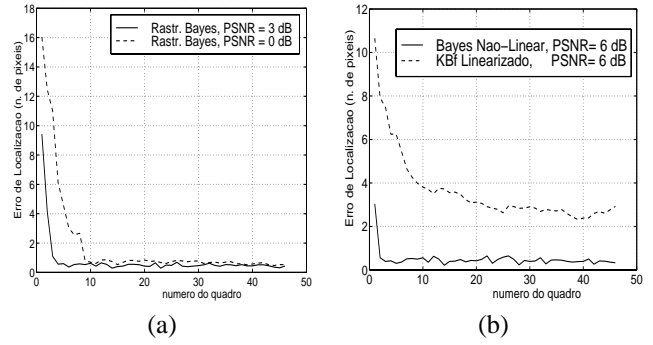 Rastr. Bayes, PSNR = 3 dB
Rastr. Bayes, PSNR = 0 dB
18
16
14
12
10
8
6
4
2
0
Erro de Localizacao (n. de pixeis)
0 10 20 30 40 50
numero do quadro
(a)
Bayes Nao-Linear, PSNR= 6 dB
KBf Linearizado, PSNR= 6 dB
12
10
8
6
4
2
0
Erro de Localizacao (n. de pixeis)
0 10 20 30 40 50
numero do quadro
(b)